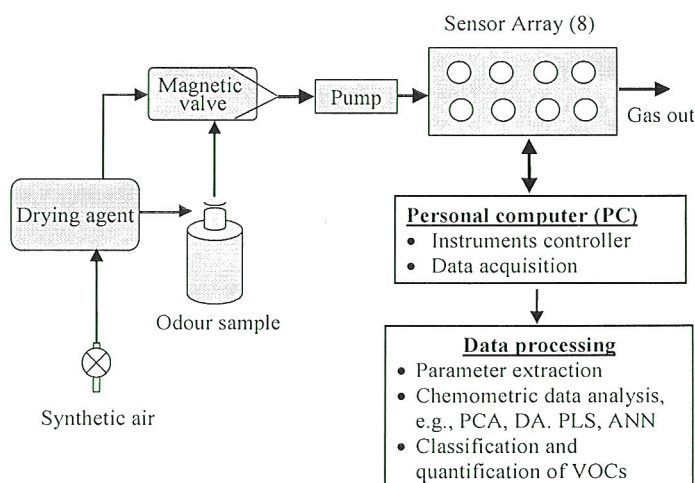 Sensor Array (8)
Magnetic
valve
Pump
Gas out
Drying agent
Personal computer (PC)
• Instruments controller
• Data acquisition
Odour sample
Data processing
• Parameter extraction
• Chemometric data analysis,
e.g., PCA, DA. PLS, ANN
• Classification and
quantification of VOCs
Synthetic air